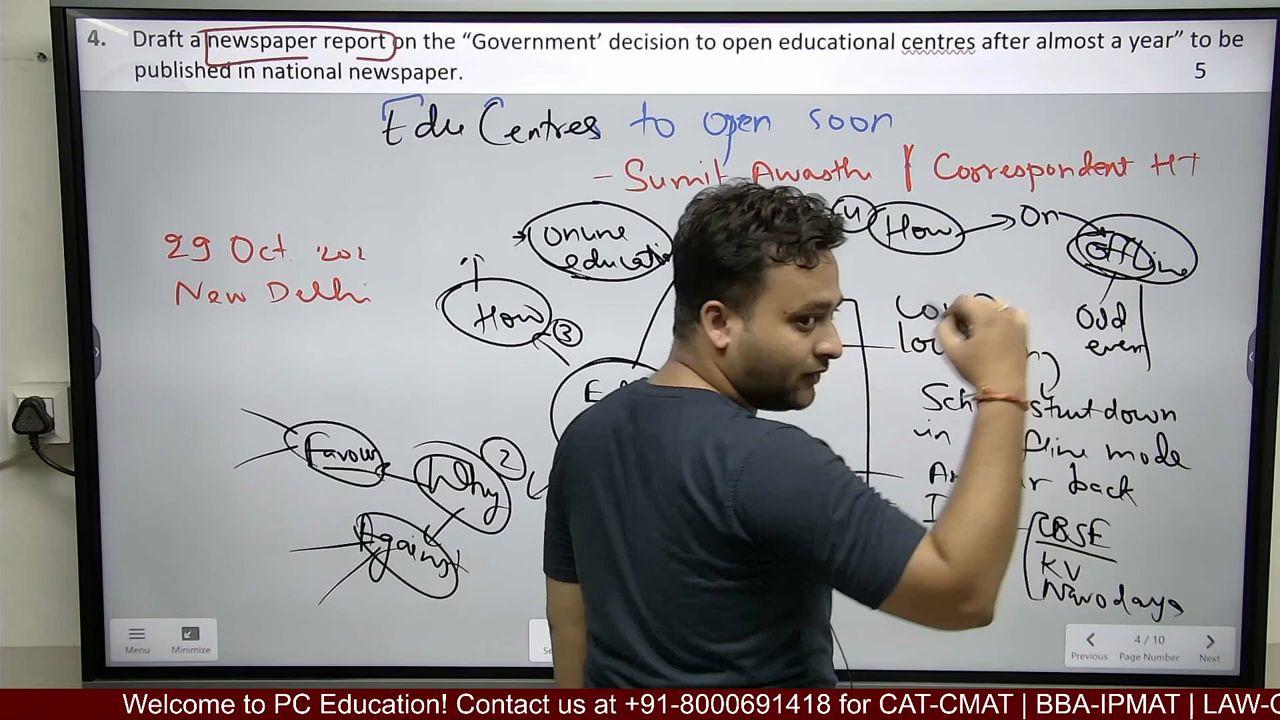 4. Draft a newspaper report on the “Government’ decision to open educational centres after almost a year” to be
published in national newspaper. 5
Edu Centres to open soon
- Sumit Awasthi | Correspondent HT
29 Oct '202
New Delhi
Online
education
4 How → On
offline
Odd
even
How 3
shutdown
in mode
back
Favour
Why 2
Against
CBSE
KV
Navodaya
Menu
Minimize
Previous
4 / 10
Page Number
Next
Welcome to PC Education! Contact us at +91-8000691418 for CAT-CMAT | BBA-IPMAT | LAW-